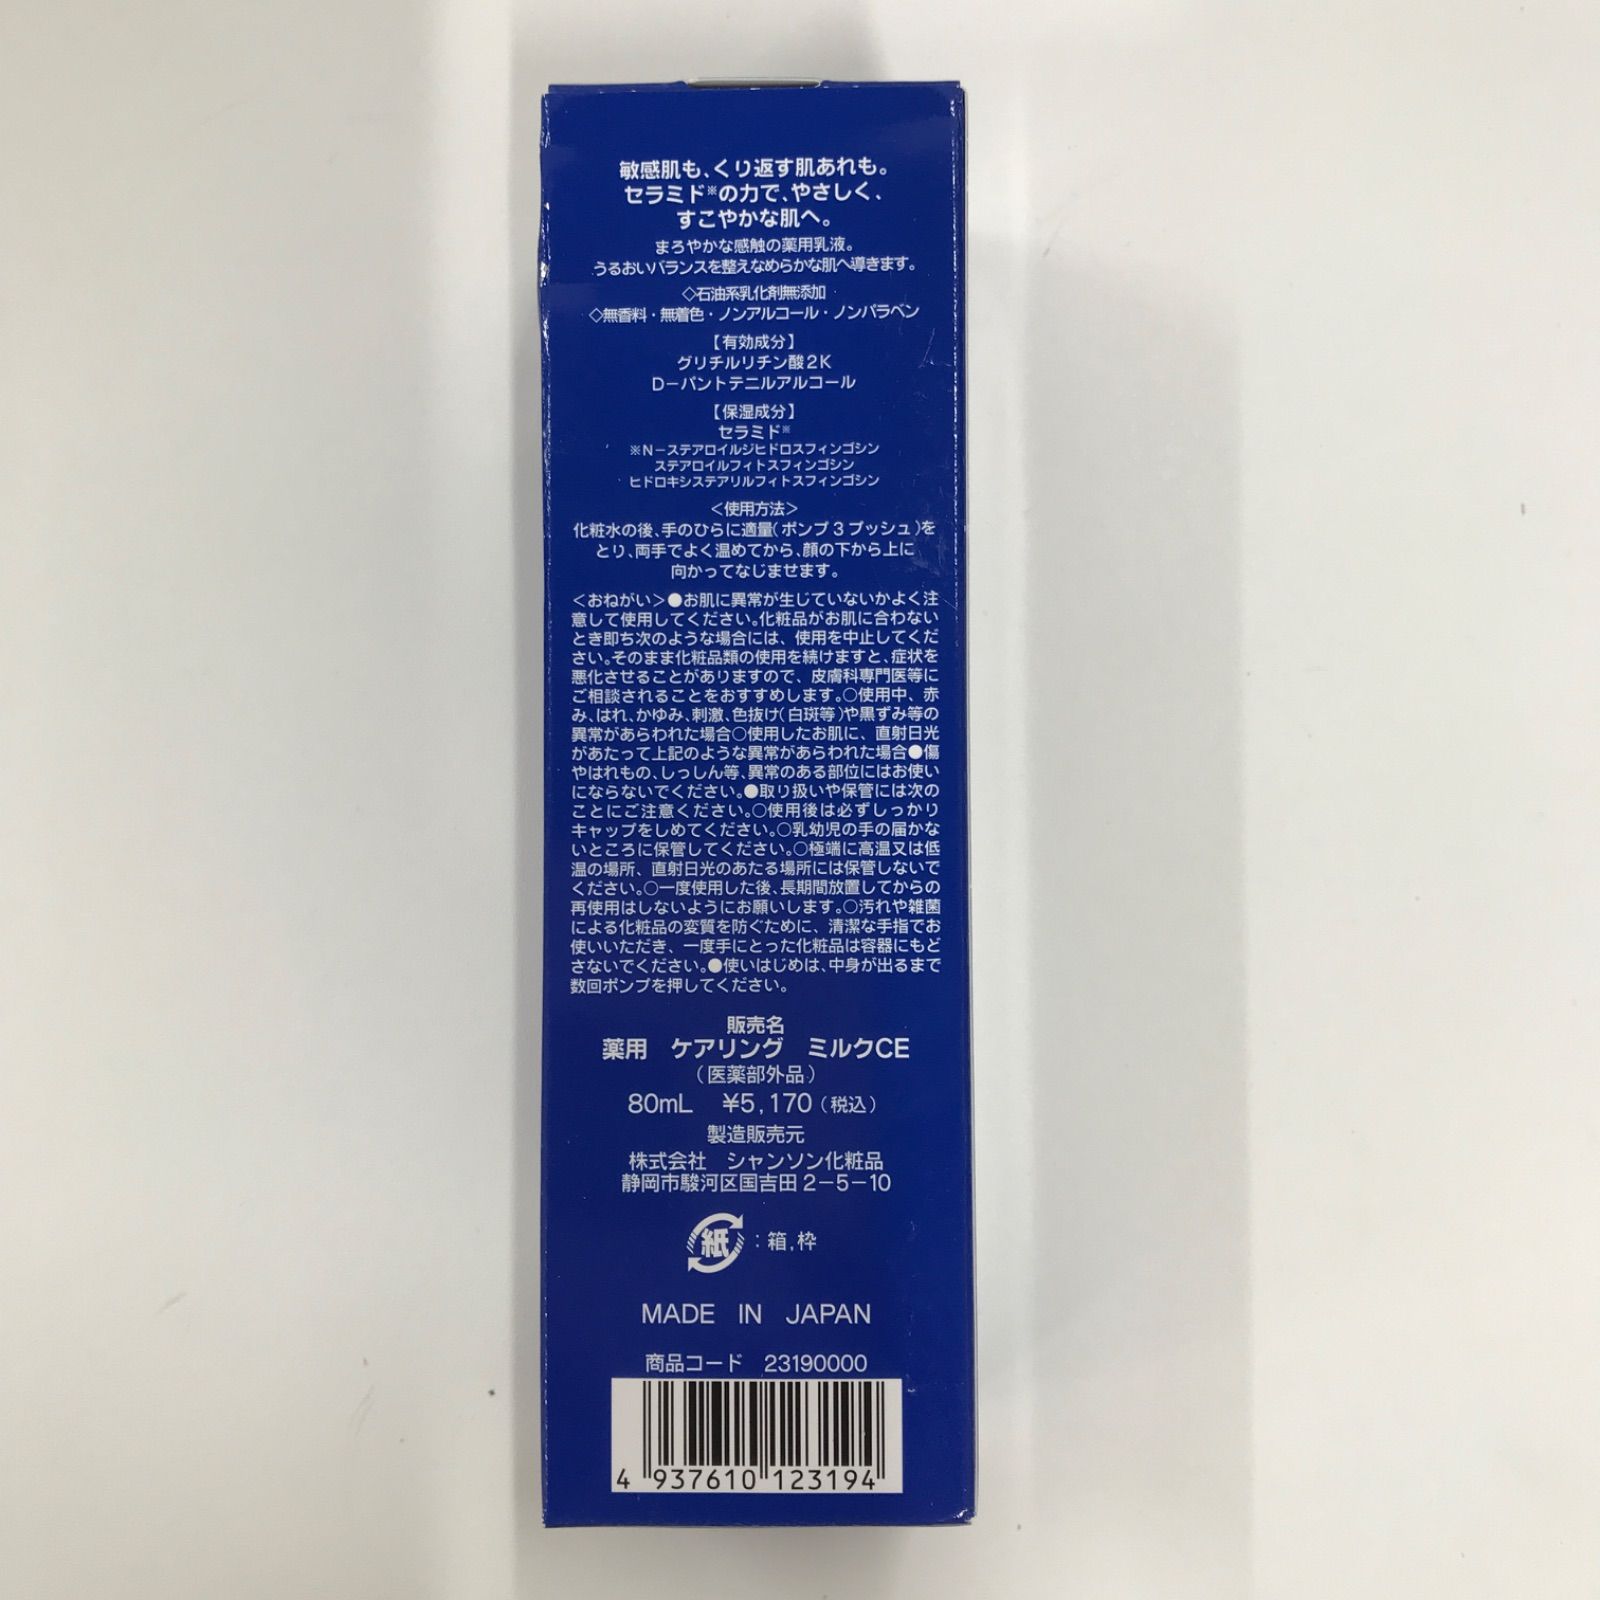 敏感肌も、くり返す肌あれも。
セラミド※の力で、やさしく、
すこやかな肌へ。
まろやかな感触の薬用乳液。
うるおいバランスを整えなめらかな肌へ導きます。
◇石油系乳化剤無添加
◇無香料・無着色・ノンアルコール・ノンパラベン
【有効成分】
グリチルリチン酸2K
D−パントテニルアルコール
【保湿成分】
セラミド※
※N−ステアロイルジヒドロスフィンゴシン
ステアロイルフィトスフィンゴシン
ヒドロキシステアリルフィトスフィンゴシン
<使用方法>
化粧水の後、手のひらに適量(ポンプ3プッシュ)を
とり、両手でよく温めてから、顔の下から上に
向かってなじませます。
<おねがい>●お肌に異常が生じていないかよく注
意して使用してください。化粧品がお肌に合わない
とき即ち次のような場合には、使用を中止してくだ
さい。そのまま化粧品類の使用を続けますと、症状を
悪化させることがありますので、皮膚科専門医等に
ご相談されることをおすすめします。○使用中、赤
み、はれ、かゆみ、刺激、色抜け(白斑等)や黒ずみ等の
異常があらわれた場合○使用したお肌に、直射日光
があたって上記のような異常があらわれた場合●傷
やはれもの、しっしん等、異常のある部位にはお使い
にならないでください。●取り扱いや保管には次の
ことにご注意ください。○使用後は必ずしっかり
キャップをしめてください。○乳幼児の手の届かな
いところに保管してください。○極端に高温又は低
温の場所、直射日光のあたる場所には保管しないで
ください。○一度使用した後、長期間放置してからの
再使用はしないようにお願いします。○汚れや雑菌
による化粧品の変質を防ぐために、清潔な手指でお
使いいただき、一度手にとった化粧品は容器にもど
さないでください。●使いはじめは、中身が出るまで
数回ポンプを押してください。
販売名
薬用 ケアリング ミルクCE
(医薬部外品)
80mL ¥5,170(税込)
製造販売元
株式会社 シャンソン化粧品
静岡市駿河区国吉田2−5−10
紙:箱,枠
MADE IN JAPAN
商品コード 23190000
4 937610 123194